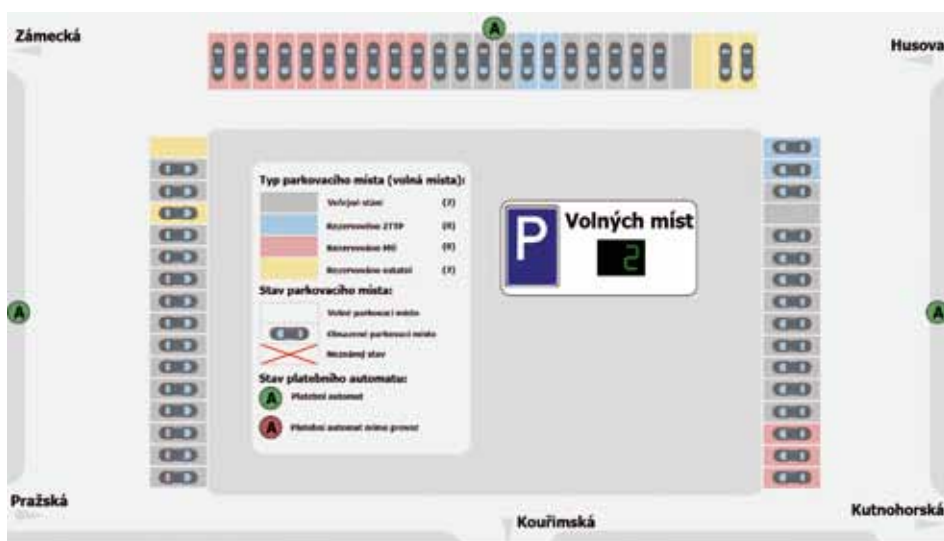 A
Zámecká
Husova
Typ parkovacího místa (volná místa):
Veřejné stání (2)
Rezervováno ZTTP (0)
Rezervováno MÚ (0)
Rezervováno ostatní
Stav parkovacího místa:
Volné parkovací místo
Obsazené parkovací místo
Neznámý stav
Stav platebního automatu:
A Platební automat
A Platební automat mimo provoz
P Volných míst
2
A
A
Pražská
Kouřimská
Kutnohorská